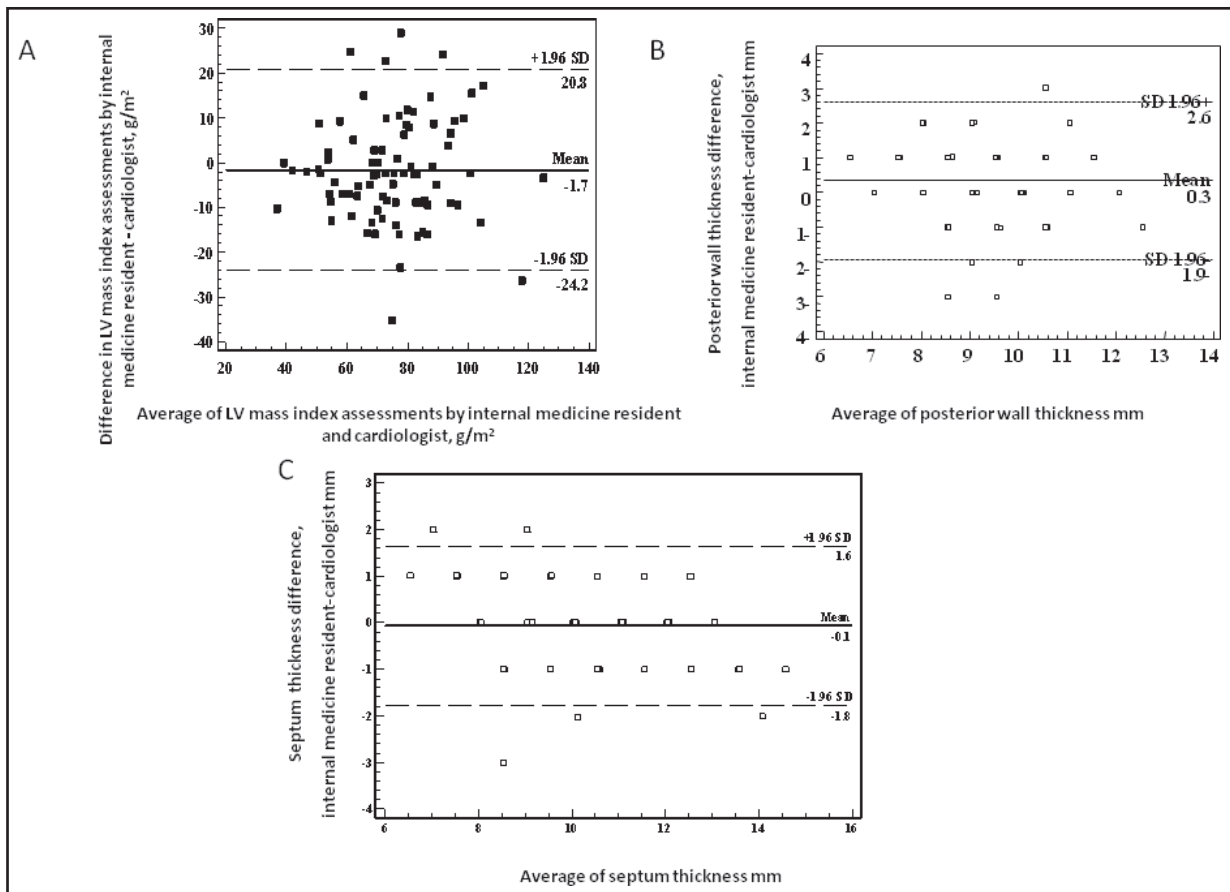 A
Difference in LV mass index assessments by internal
medicine resident-cardiologist, g/m²
30
20
10
0
-10
-20
-30
-40
+1.96 SD
20.8
Mean
-1.7
-1.96 SD
-24.2
20 40 60 80 100 120 140
Average of LV mass index assessments by internal medicine resident
and cardiologist, g/m²
B
Posterior wall thickness difference,
internal medicine resident-cardiologist mm
4
3
2
1
0
1-
2-
3-
4-
SD 1.96+
2.6
Mean
0.3
SD 1.96-
1.9-
6 7 8 9 10 11 12 13 14
Average of posterior wall thickness mm
C
Septum thickness difference,
internal medicine resident-cardiologist mm
3
2
1
0
-1
-2
-3
-4
+1.96 SD
1.6
Mean
-0.1
-1.96 SD
-1.8
6 8 10 12 14 16
Average of septum thickness mm